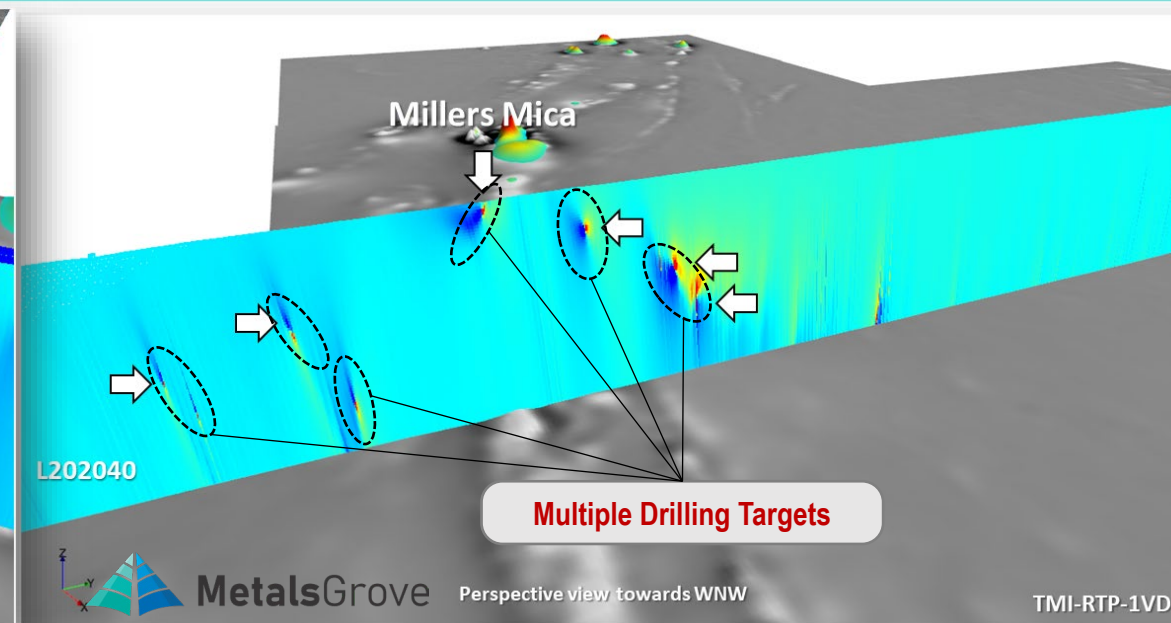 Millers Mica
L202040
Multiple Drilling Targets
Z
Y
X
MetalsGrove
Perspective view towards WNW
TMI-RTP-1VD